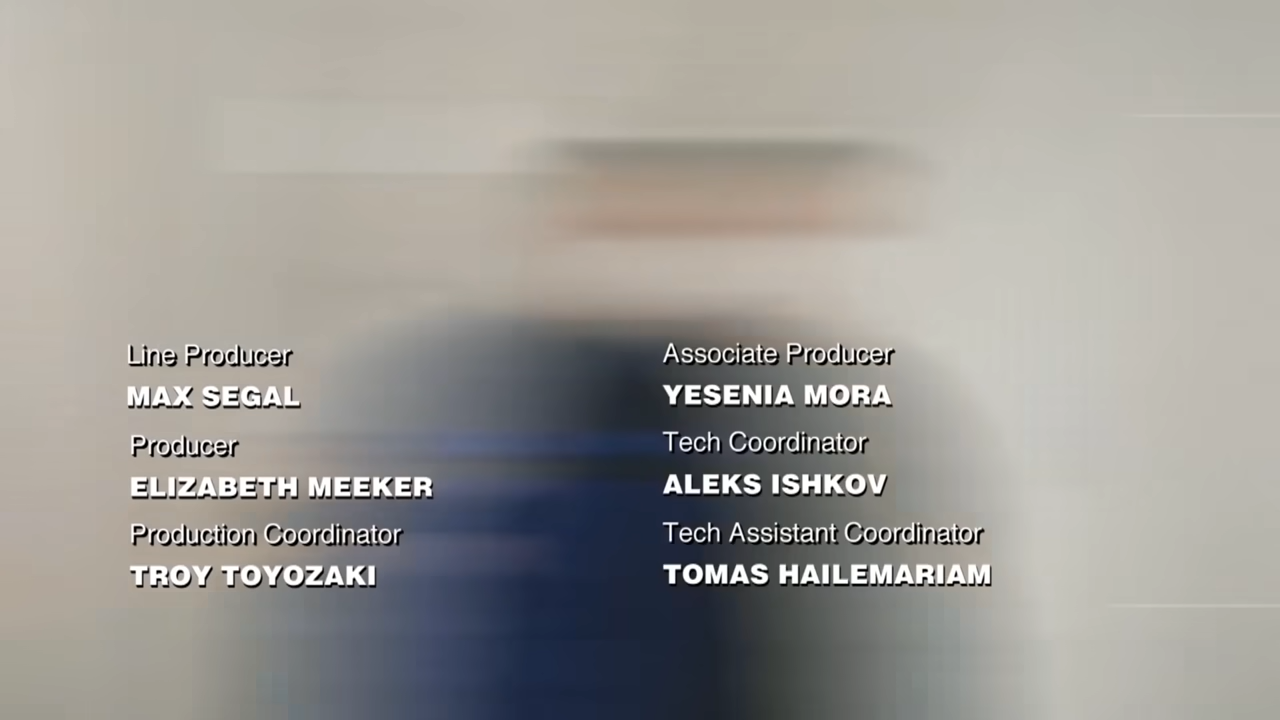 Line Producer
MAX SEGAL
Producer
ELIZABETH MEEKER
Production Coordinator
TROY TOYOZAKI
Associate Producer
YESENIA MORA
Tech Coordinator
ALEKS ISHKOV
Tech Assistant Coordinator
TOMAS HAILEMARIAM